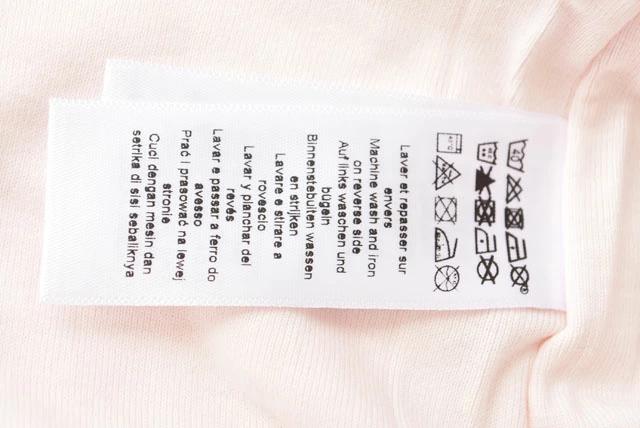 40
40°C
Laver et repasser sur
envers
Machine wash and iron
on reverse side
Auf links waschen und
bügeln
Binnenstebuiten wassen
en strijken
Lavare e stirare a
rovescio
Lavar y planchar del
revés
Lavar e passar a ferro do
avesso
Prać i prasować na lewej
stronie
Cuci dengan mesin dan
setrika di sisi sebaliknya